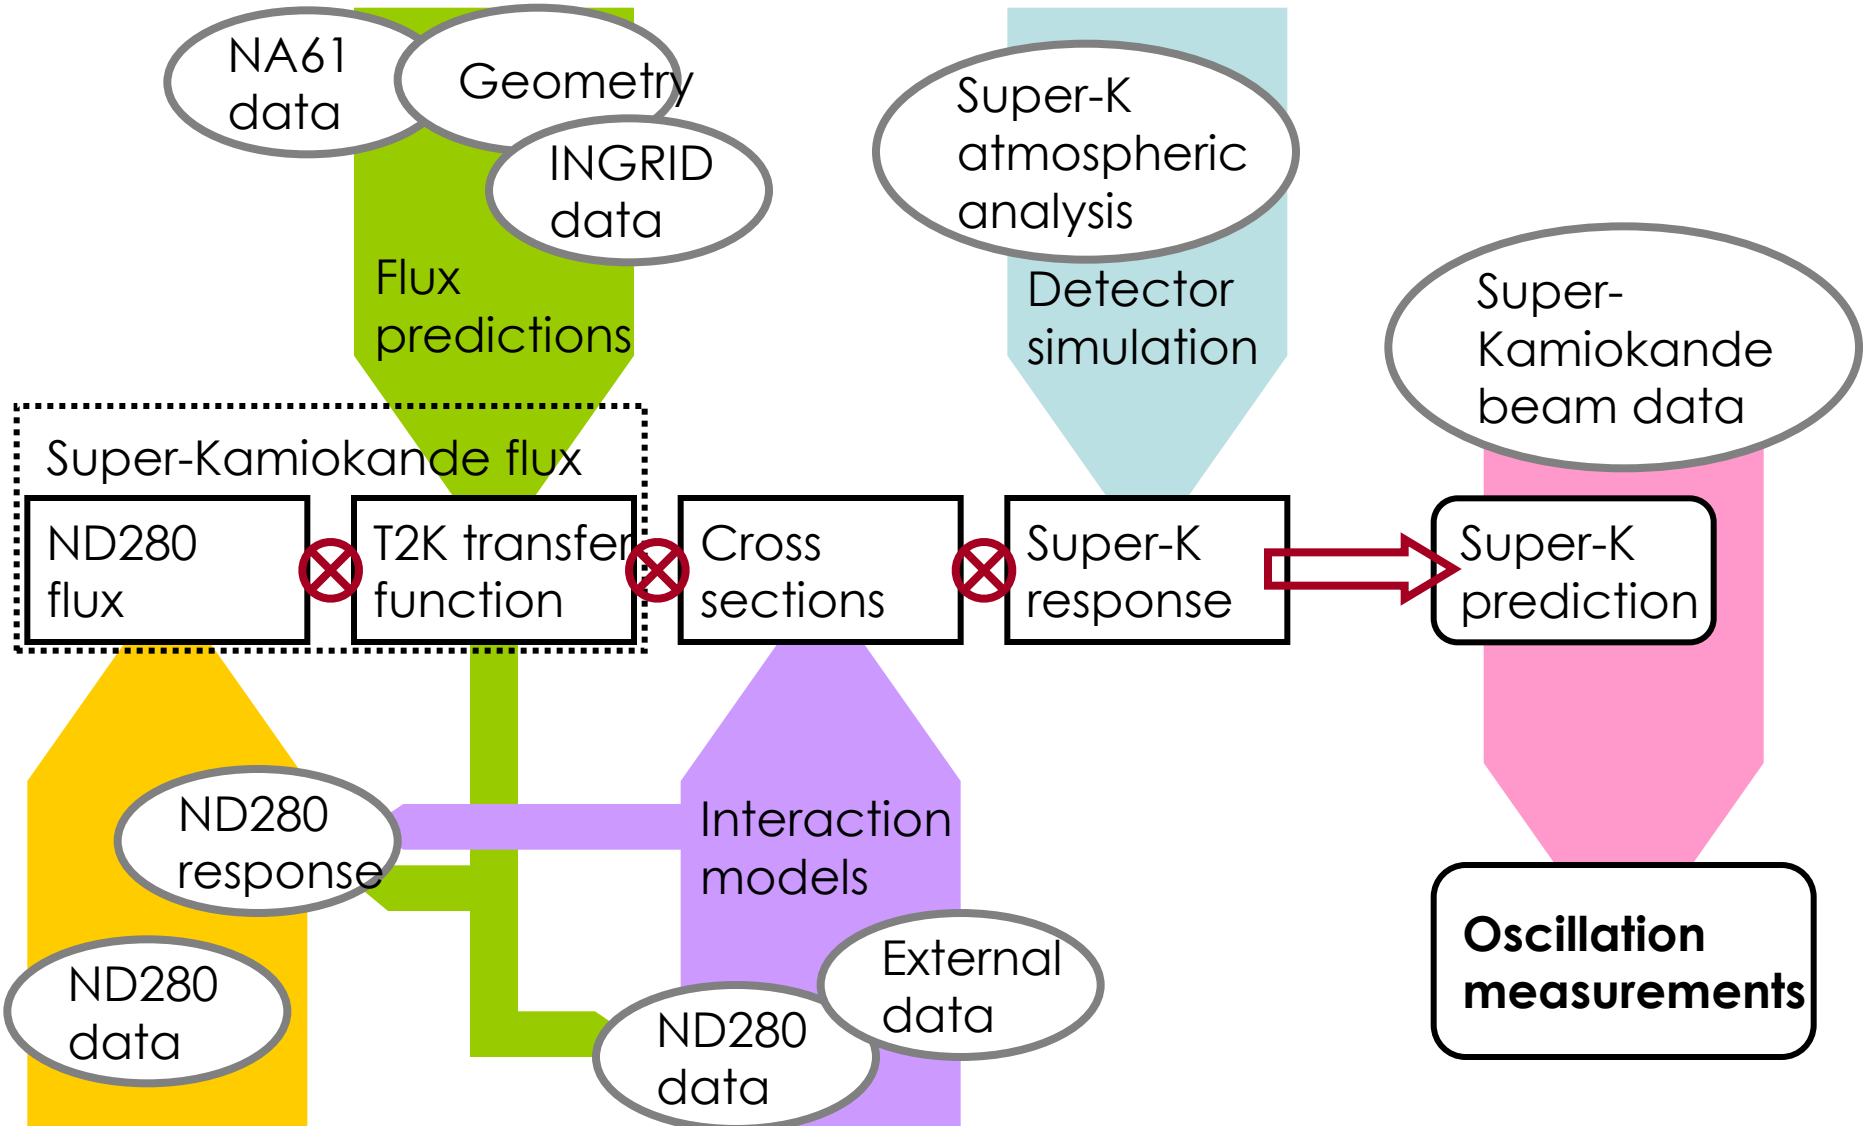 NA61
data
Geometry
INGRID
data
Flux
predictions
Super-K
atmospheric
analysis
Detector
simulation
Super-
Kamiokande
beam data
Super-Kamiokande flux
ND280
flux
T2K transfer
function
Cross
sections
Super-K
response
Super-K
prediction
ND280
response
Interaction
models
ND280
data
External
data
ND280
data
Oscillation
measurements